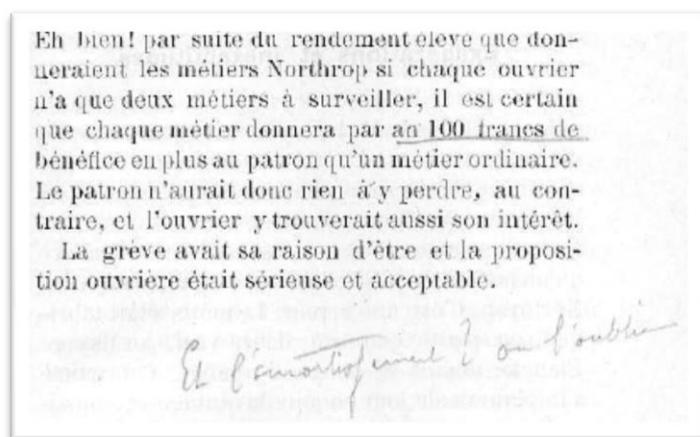 Eh bien! par suite du rendement élevé que don-
neraient les métiers Northrop si chaque ouvrier
n'a que deux métiers à surveiller, il est certain
que chaque métier donnera par an 100 francs de
bénéfice en plus au patron qu'un métier ordinaire.
Le patron n'aurait donc rien à y perdre, au con-
traire, et l'ouvrier y trouverait aussi son intérêt.
La grève avait sa raison d'être et la proposi-
tion ouvrière était sérieuse et acceptable.
Et l'amortissement ? on l'oublie